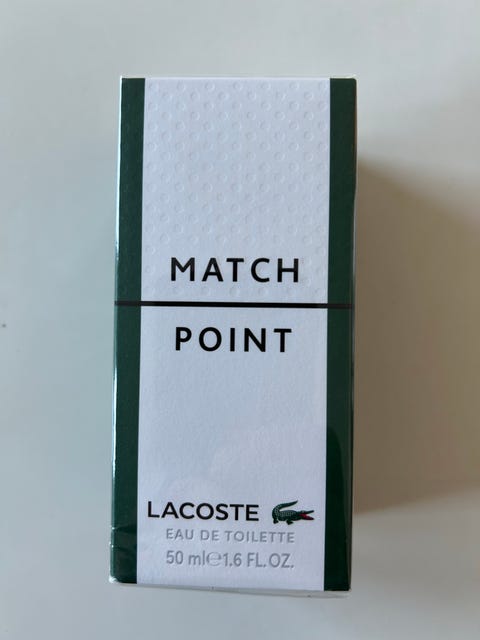 MATCH
POINT
LACOSTE
EAU DE TOILETTE
50 ml℮1.6 FL.OZ.